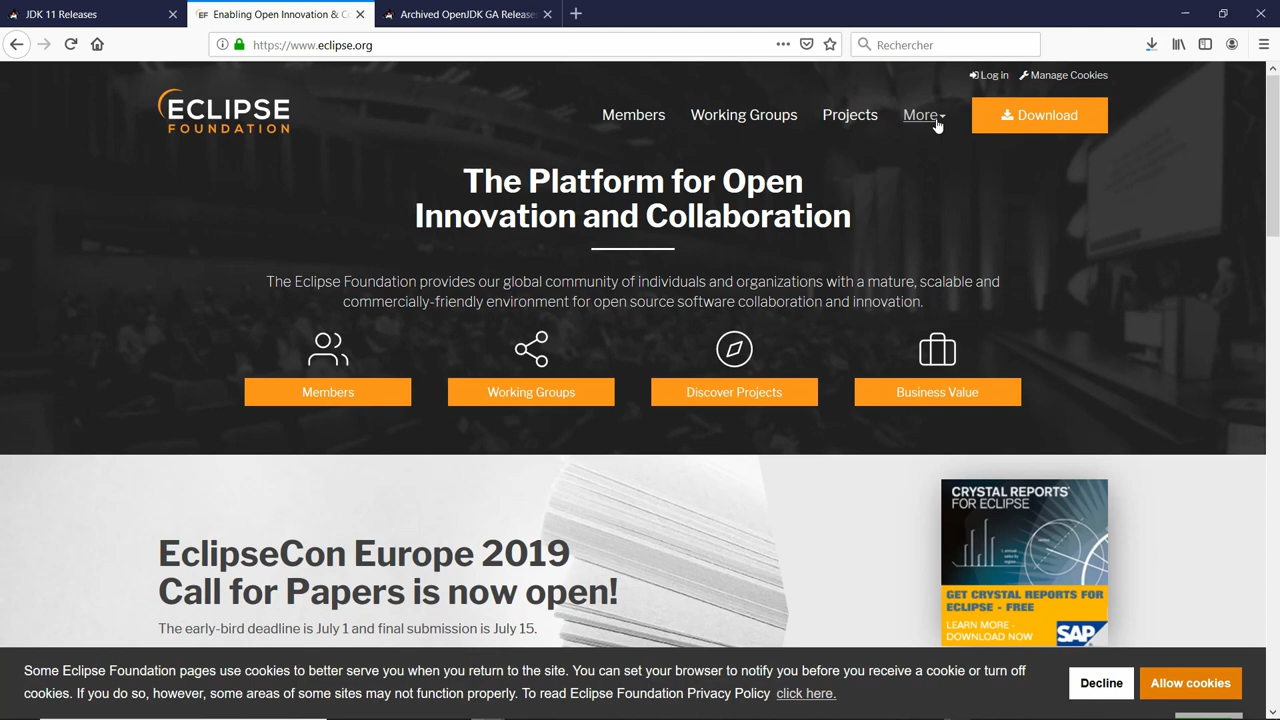 JDK 11 Releases
Enabling Open Innovation & C
Archived OpenJDK GA Release
https://www.eclipse.org
Rechercher
Log in
Manage Cookies
ECLIPSE
FOUNDATION
Members
Working Groups
Projects
More
Download
The Platform for Open
Innovation and Collaboration
The Eclipse Foundation provides our global community of individuals and organizations with a mature, scalable and
commercially-friendly environment for open source software collaboration and innovation.
Members
Working Groups
Discover Projects
Business Value
EclipseCon Europe 2019
Call for Papers is now open!
The early-bird deadline is July 1 and final submission is July 15.
CRYSTAL REPORTS®
FOR ECLIPSE
GET CRYSTAL REPORTS FOR
ECLIPSE - FREE
LEARN MORE -
DOWNLOAD NOW
SAP
Some Eclipse Foundation pages use cookies to better serve you when you return to the site. You can set your browser to notify you before you receive a cookie or turn off
cookies. If you do so, however, some areas of some sites may not function properly. To read Eclipse Foundation Privacy Policy click here.
Decline
Allow cookies